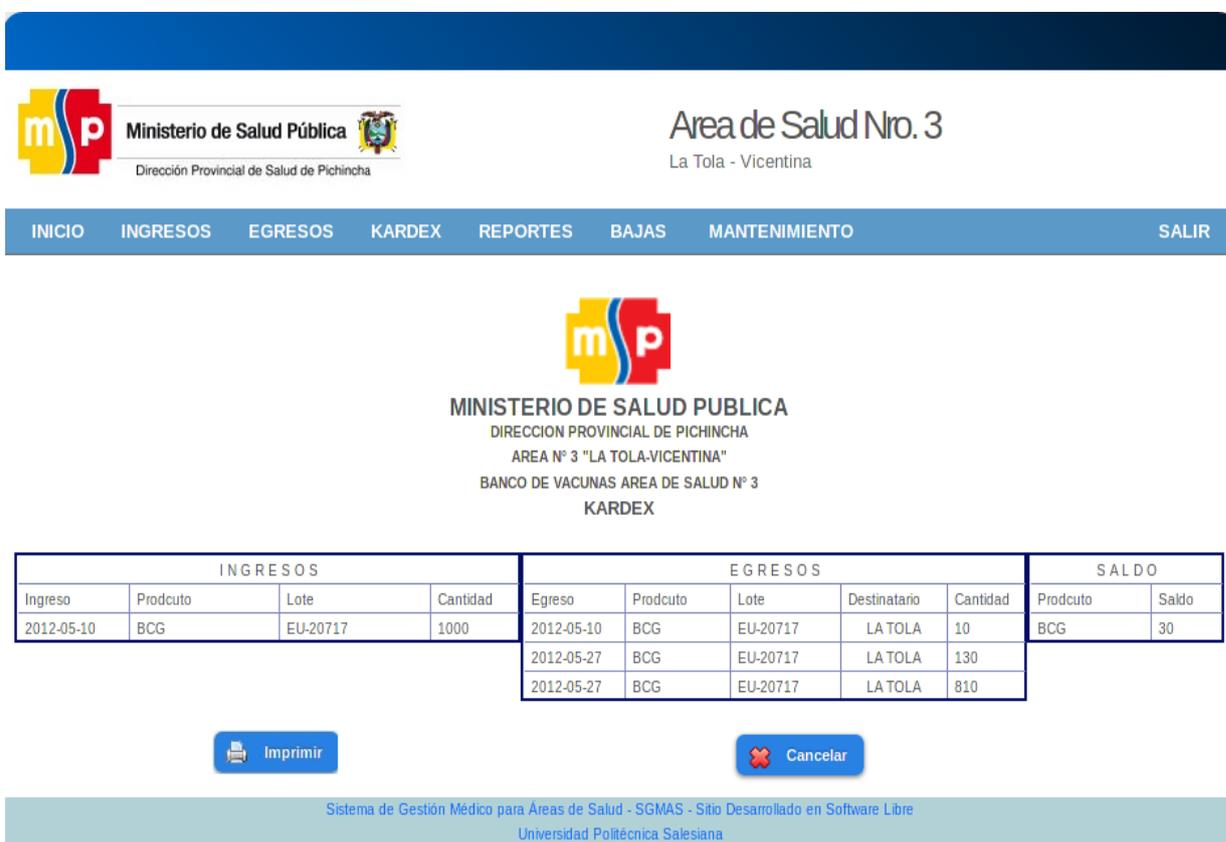 msp
Ministerio de Salud Pública
Dirección Provincial de Salud de Pichincha
Area de Salud Nro. 3
La Tola - Vicentina
INICIO INGRESOS EGRESOS KARDEX REPORTES BAJAS MANTENIMIENTO SALIR
msp
MINISTERIO DE SALUD PUBLICA
DIRECCION PROVINCIAL DE PICHINCHA
AREA N° 3 "LA TOLA-VICENTINA"
BANCO DE VACUNAS AREA DE SALUD N° 3
KARDEX
INGRESOS EGRESOS SALDO
Ingreso Prodcuto Lote Cantidad Egreso Prodcuto Lote Destinatario Cantidad Prodcuto Saldo
2012-05-10 BCG EU-20717 1000 2012-05-10 BCG EU-20717 LA TOLA 10 BCG 30
2012-05-27 BCG EU-20717 LA TOLA 130
2012-05-27 BCG EU-20717 LA TOLA 810
Imprimir Cancelar
Sistema de Gestión Médico para Áreas de Salud - SGMAS - Sitio Desarrollado en Software Libre
Universidad Politécnica Salesiana